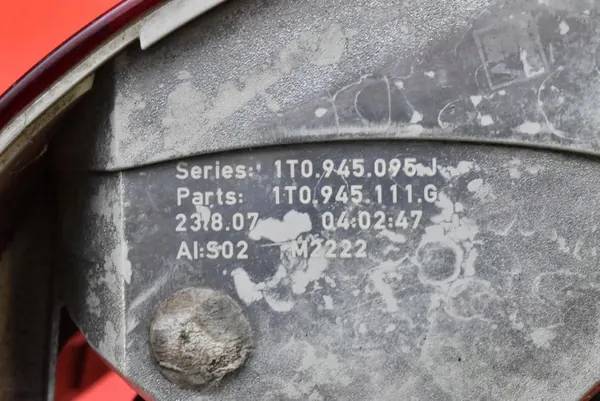 Series: 1T0.945.095.J
Parts: 1T0.945.111.G
23.8.07 04:02:47
AI:S02 M2222